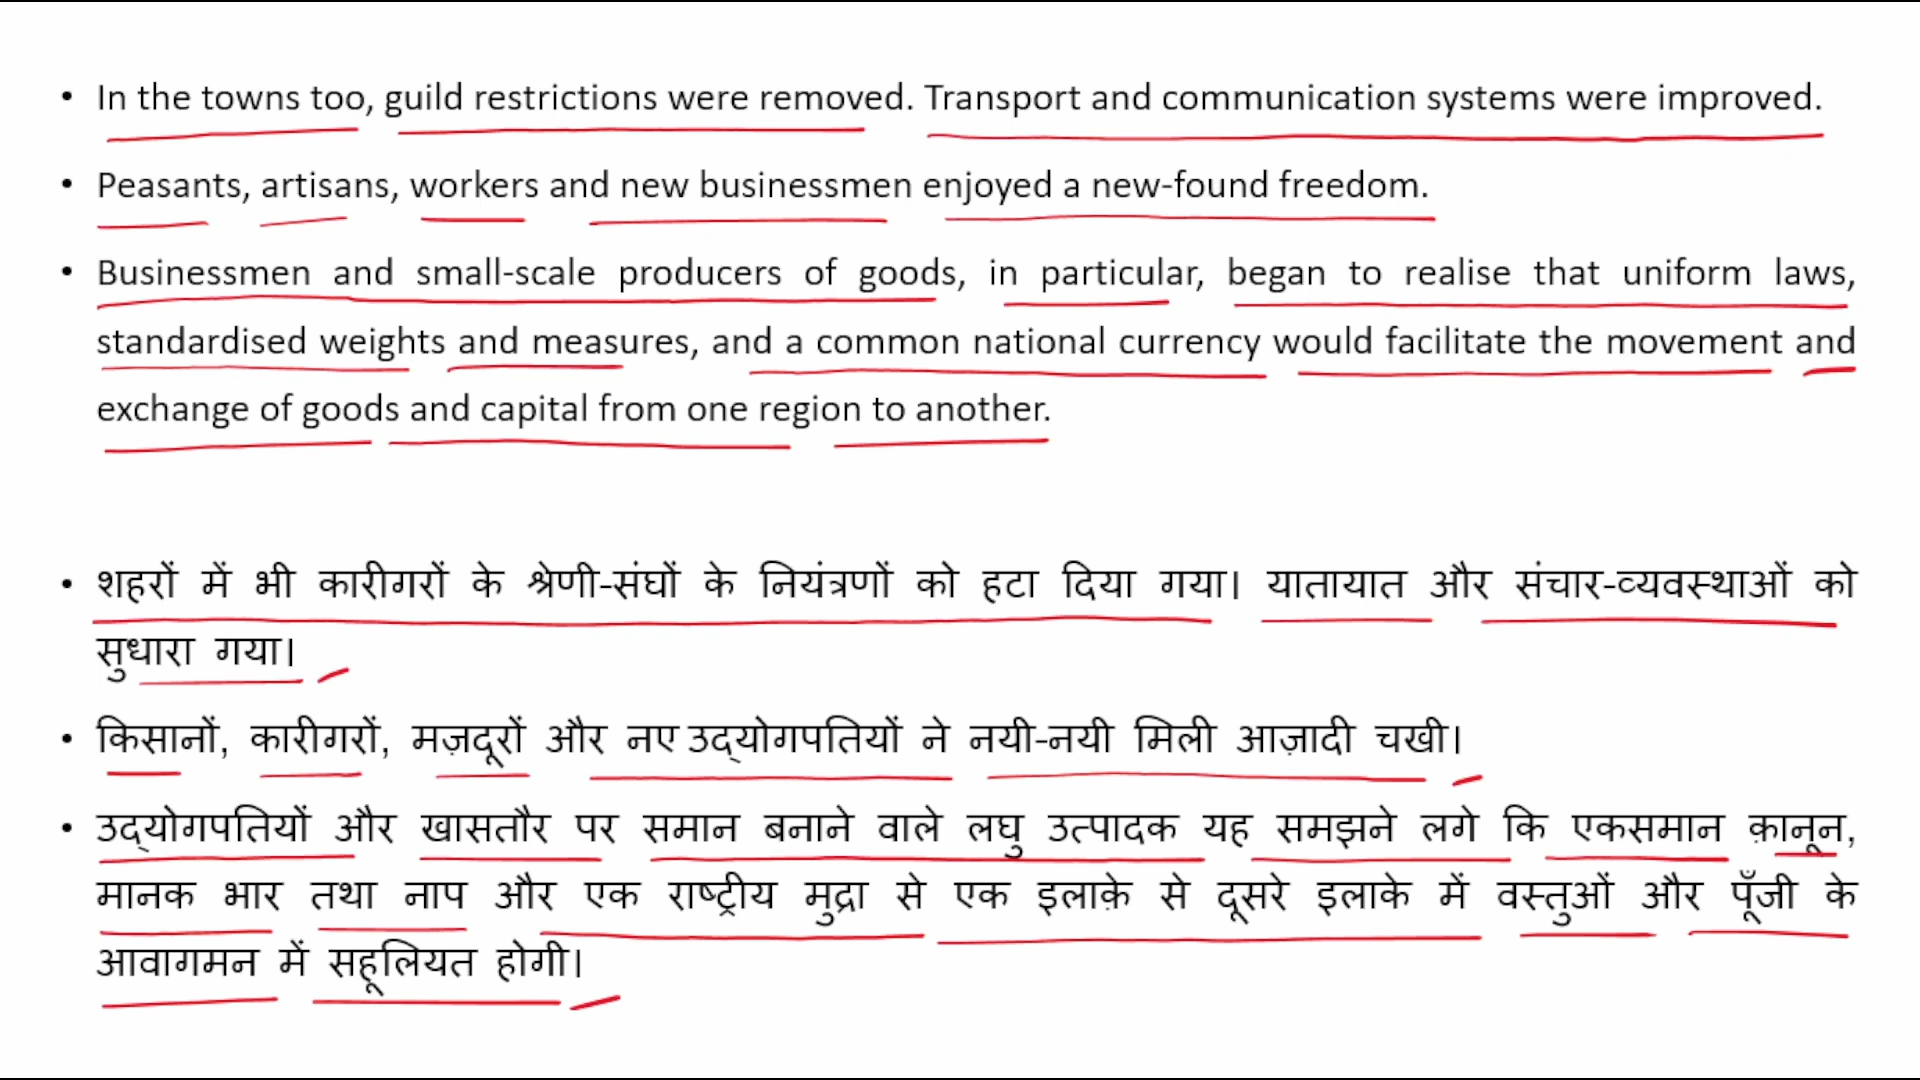 • In the towns too, guild restrictions were removed. Transport and communication systems were improved.
• Peasants, artisans, workers and new businessmen enjoyed a new-found freedom.
• Businessmen and small-scale producers of goods, in particular, began to realise that uniform laws,
standardised weights and measures, and a common national currency would facilitate the movement and
exchange of goods and capital from one region to another.
• शहरों में भी कारीगरों के श्रेणी-संघों के नियंत्रणों को हटा दिया गया। यातायात और संचार-व्यवस्थाओं को
सुधारा गया।
• किसानों, कारीगरों, मज़दूरों और नए उद्योगपतियों ने नयी-नयी मिली आज़ादी चखी।
• उद्योगपतियों और खासतौर पर समान बनाने वाले लघु उत्पादक यह समझने लगे कि एकसमान क़ानून,
मानक भार तथा नाप और एक राष्ट्रीय मुद्रा से एक इलाक़े से दूसरे इलाके में वस्तुओं और पूँजी के
आवागमन में सहूलियत होगी।